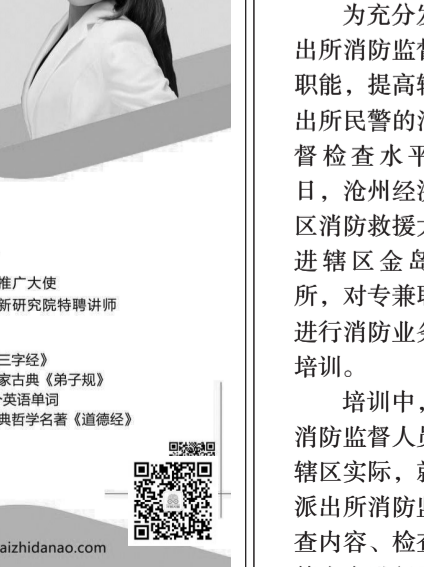 推广大使
新研究院特聘讲师
三字经》
家古典《弟子规》
个英语单词
典哲学名著《道德经》
aizhidanao.com
为充分发
出所消防监督
职能，提高辖
出所民警的消
督检查水平
日，沧州经济
区消防救援大
进辖区金岛
所，对专兼职
进行消防业务
培训。
培训中，
消防监督人员
辖区实际，就
派出所消防监
查内容、检查